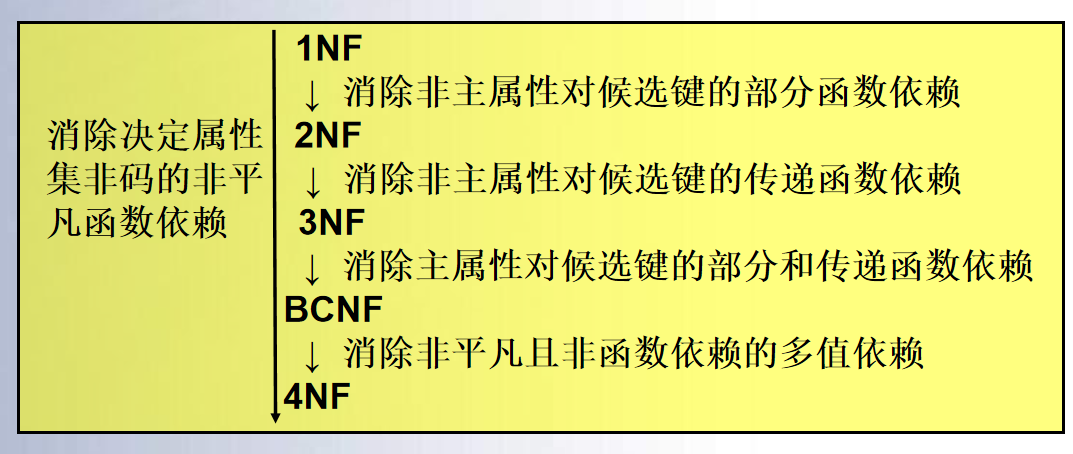 消除决定属性
集非码的非平
凡函数依赖
1NF
↓ 消除非主属性对候选键的部分函数依赖
2NF
↓ 消除非主属性对候选键的传递函数依赖
3NF
↓ 消除主属性对候选键的部分和传递函数依赖
BCNF
↓ 消除非平凡且非函数依赖的多值依赖
4NF